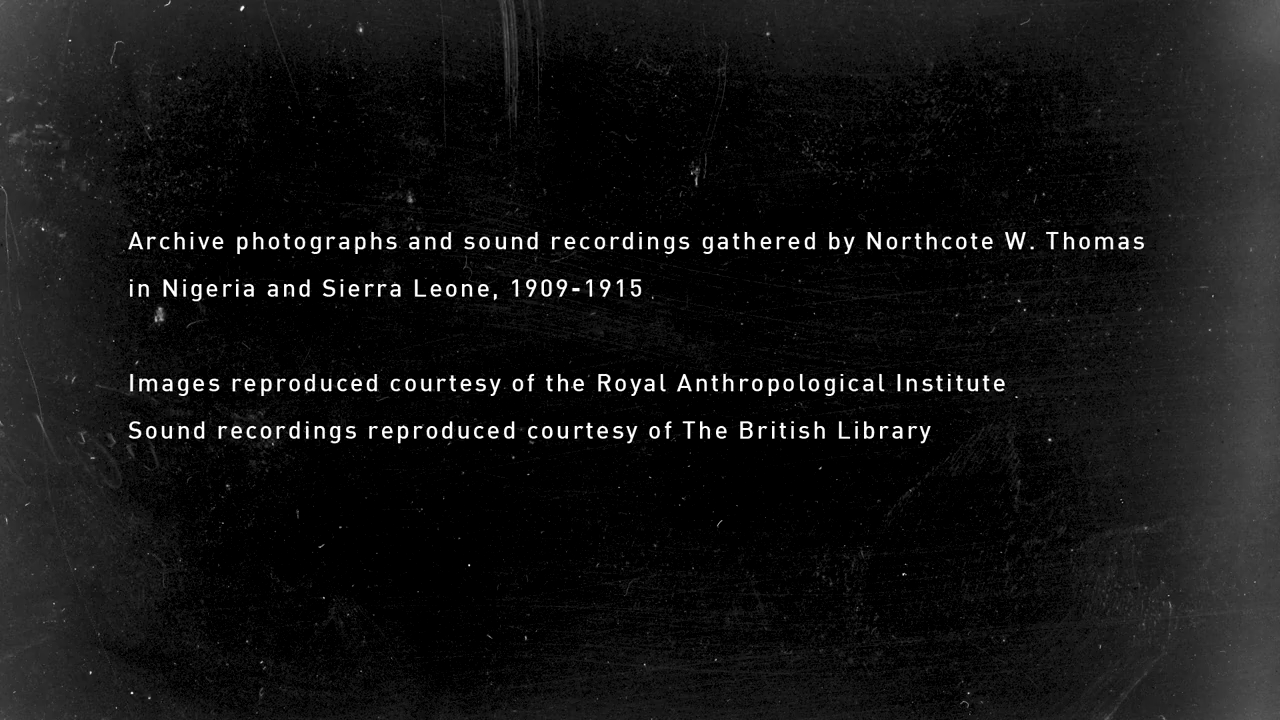 Archive photographs and sound recordings gathered by Northcote W. Thomas
in Nigeria and Sierra Leone, 1909-1915
Images reproduced courtesy of the Royal Anthropological Institute
Sound recordings reproduced courtesy of The British Library